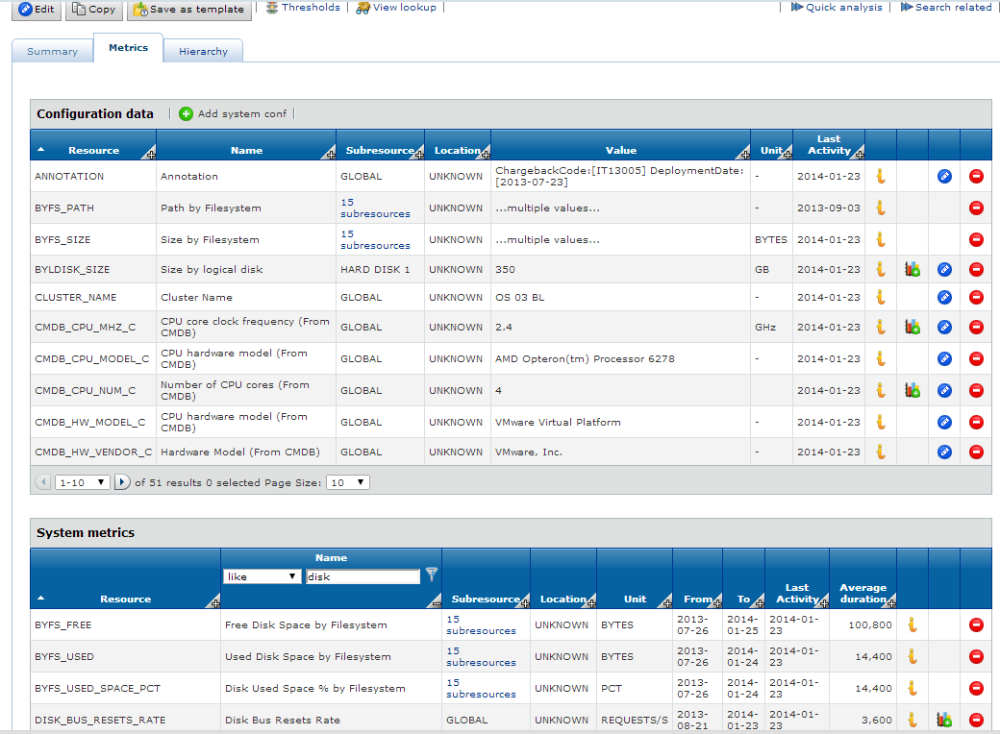 Edit Copy Save as template Thresholds View lookup Quick analysis Search related
Summary Metrics Hierarchy
Configuration data Add system conf
Resource Name Subresource Location Value Unit Last Activity
ANNOTATION Annotation GLOBAL UNKNOWN ChargebackCode:[IT13005] DeploymentDate:[2013-07-23] - 2014-01-23
BYFS_PATH Path by Filesystem 15 subresources UNKNOWN ...multiple values... - 2013-09-03
BYFS_SIZE Size by Filesystem 15 subresources UNKNOWN ...multiple values... BYTES 2014-01-23
BYLDISK_SIZE Size by logical disk HARD DISK 1 UNKNOWN 350 GB 2014-01-23
CLUSTER_NAME Cluster Name GLOBAL UNKNOWN OS 03 BL - 2014-01-23
CMDB_CPU_MHZ_C CPU core clock frequency (From CMDB) GLOBAL UNKNOWN 2.4 GHz 2014-01-23
CMDB_CPU_MODEL_C CPU hardware model (From CMDB) GLOBAL UNKNOWN AMD Opteron(tm) Processor 6278 - 2014-01-23
CMDB_CPU_NUM_C Number of CPU cores (From CMDB) GLOBAL UNKNOWN 4 2014-01-23
CMDB_HW_MODEL_C CPU hardware model (From CMDB) GLOBAL UNKNOWN VMware Virtual Platform - 2014-01-23
CMDB_HW_VENDOR_C Hardware Model (From CMDB) GLOBAL UNKNOWN VMware, Inc. - 2014-01-23
1-10 of 51 results 0 selected Page Size: 10
System metrics
Name
like disk
Resource Subresource Location Unit From To Last Activity Average duration
BYFS_FREE Free Disk Space by Filesystem 15 subresources UNKNOWN BYTES 2013-07-26 2014-01-25 2014-01-23 100,800
BYFS_USED Used Disk Space by Filesystem 15 subresources UNKNOWN BYTES 2013-07-26 2014-01-24 2014-01-23 14,400
BYFS_USED_SPACE_PCT Disk Used Space % by Filesystem 15 subresources UNKNOWN PCT 2013-07-26 2014-01-24 2014-01-23 14,400
DISK_BUS_RESETS_RATE Disk Bus Resets Rate GLOBAL UNKNOWN REQUESTS/S 2013-08-21 2014-01-23 2014-01-23 3,600